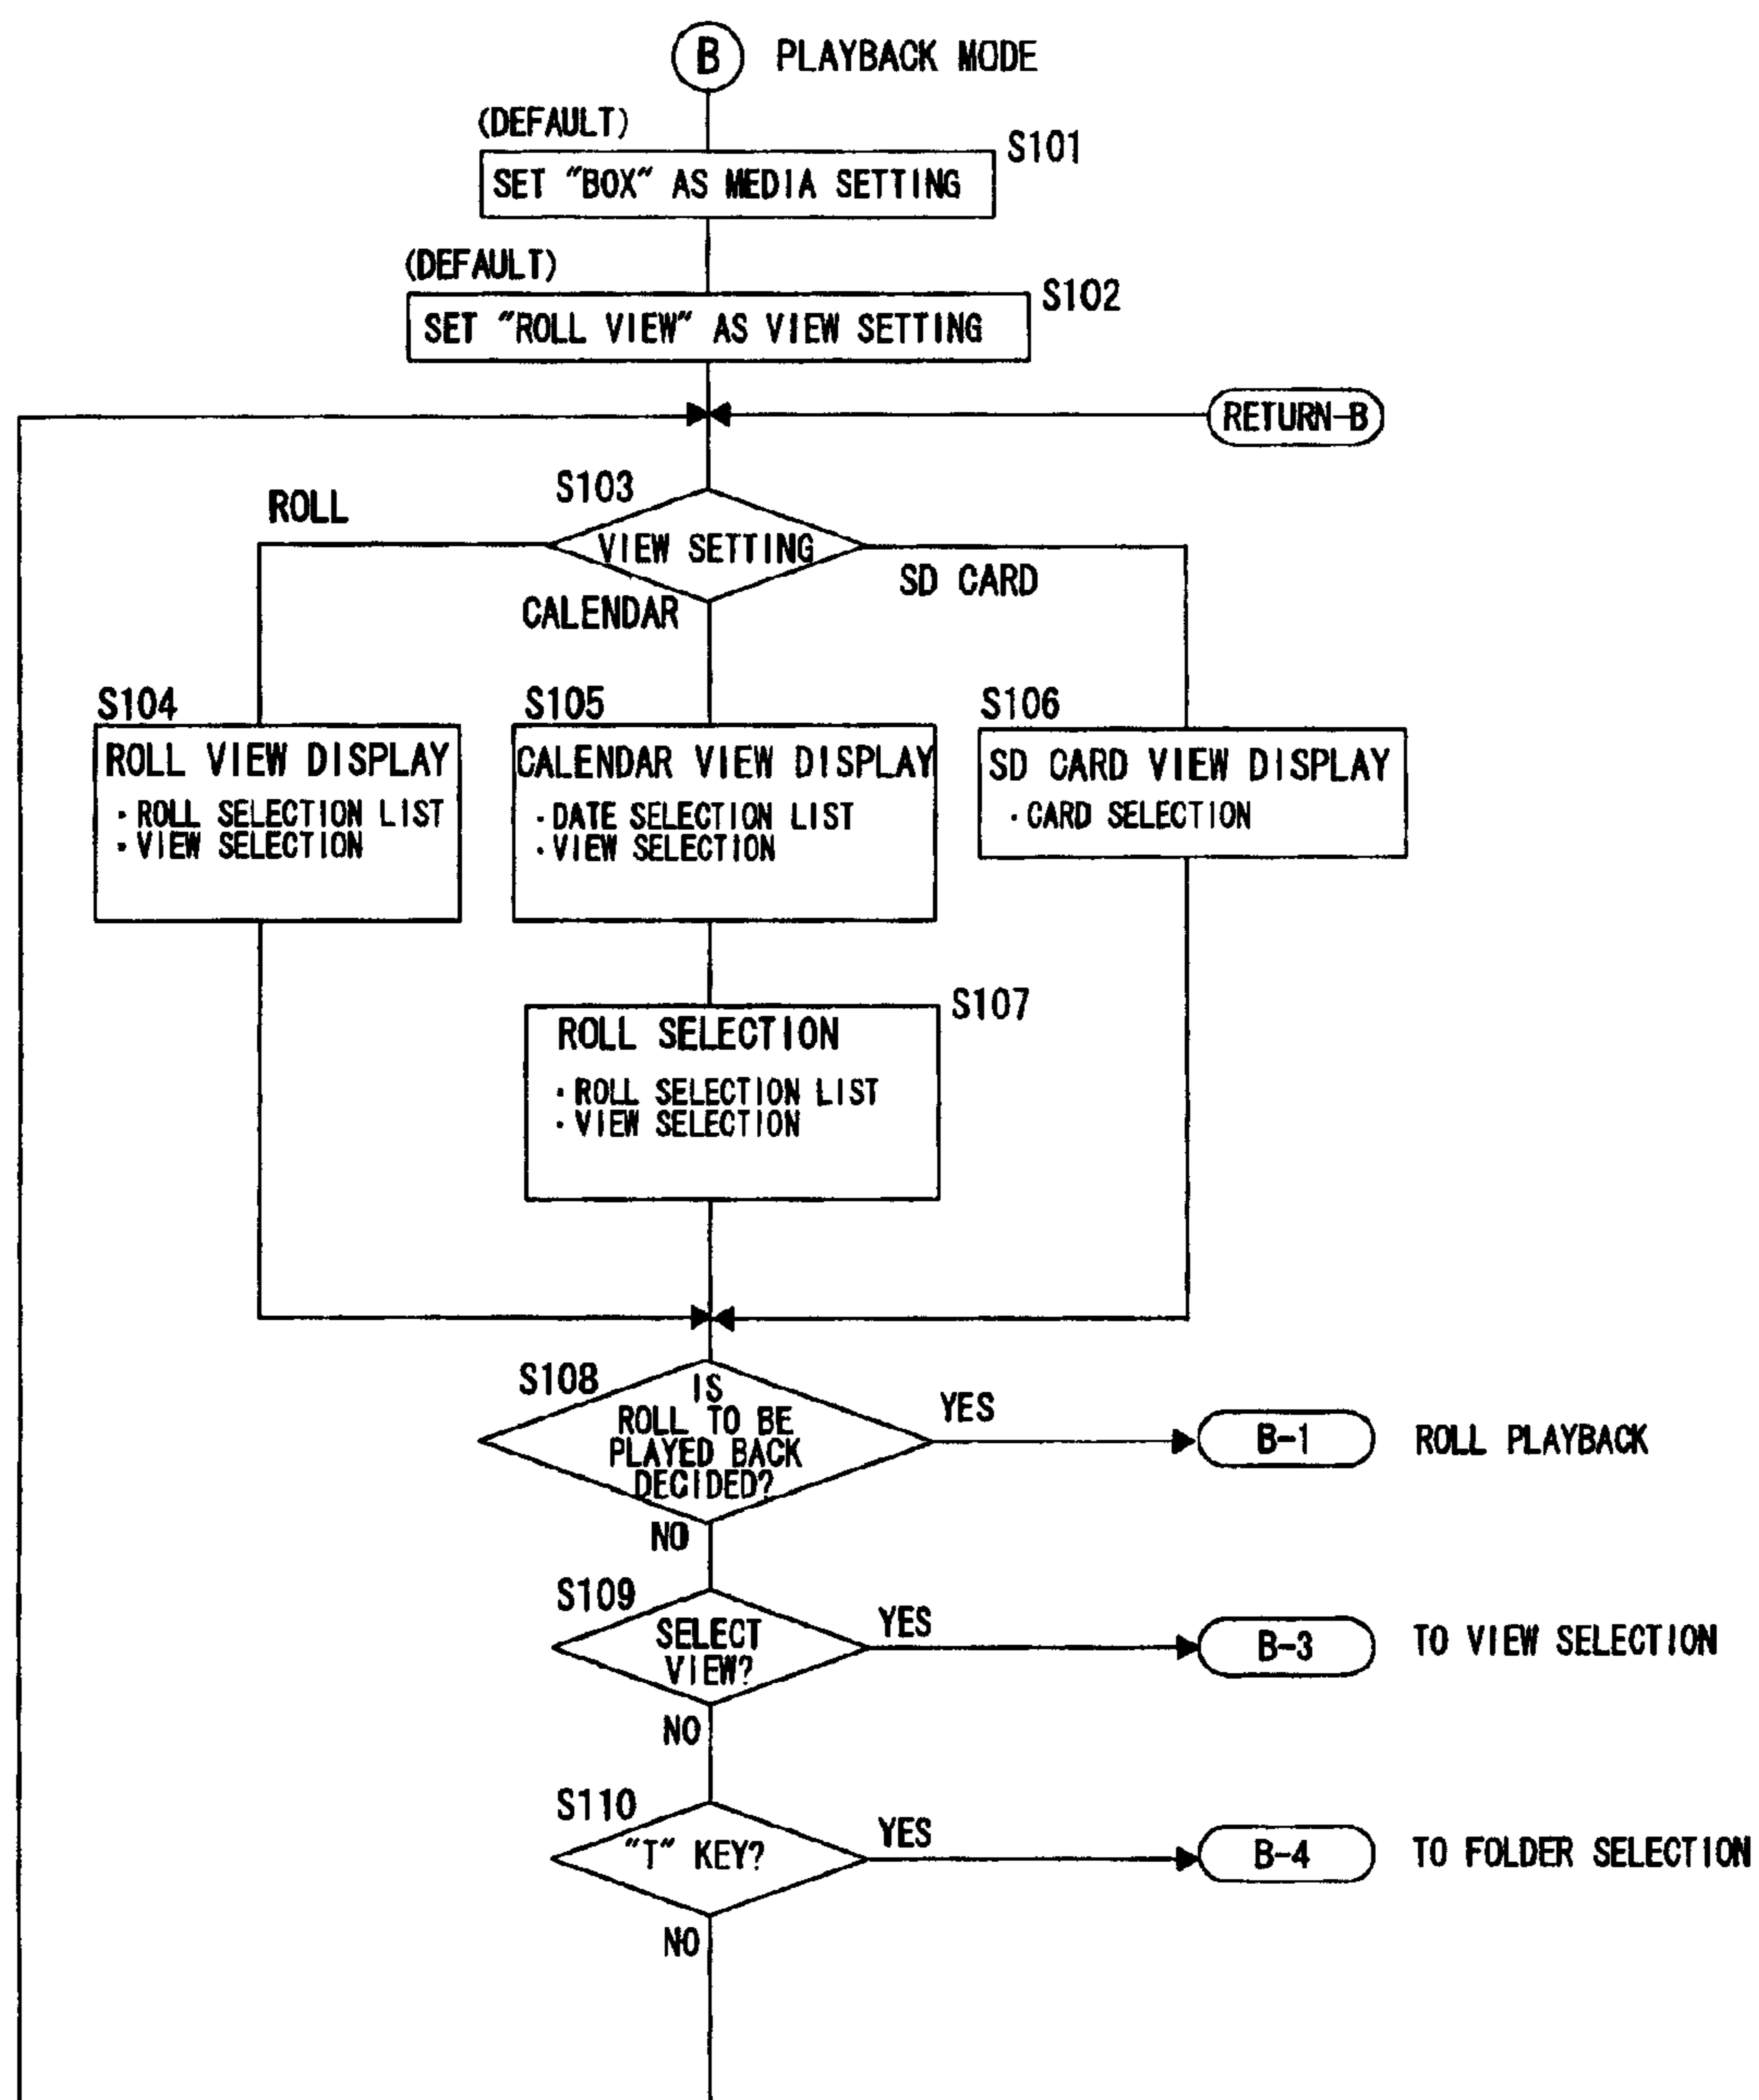 B PLAYBACK MODE
(DEFAULT)
S101
SET "BOX" AS MEDIA SETTING
(DEFAULT)
S102
SET "ROLL VIEW" AS VIEW SETTING
RETURN-B
S103
ROLL
VIEW SETTING
SD CARD
CALENDAR
S104
ROLL VIEW DISPLAY
· ROLL SELECTION LIST
· VIEW SELECTION
S105
CALENDAR VIEW DISPLAY
· DATE SELECTION LIST
· VIEW SELECTION
S106
SD CARD VIEW DISPLAY
· CARD SELECTION
S107
ROLL SELECTION
· ROLL SELECTION LIST
· VIEW SELECTION
S108
IS
ROLL TO BE
PLAYED BACK
DECIDED?
YES
B-1 ROLL PLAYBACK
NO
S109
SELECT
VIEW?
YES
B-3 TO VIEW SELECTION
NO
S110
"T" KEY?
YES
B-4 TO FOLDER SELECTION
NO